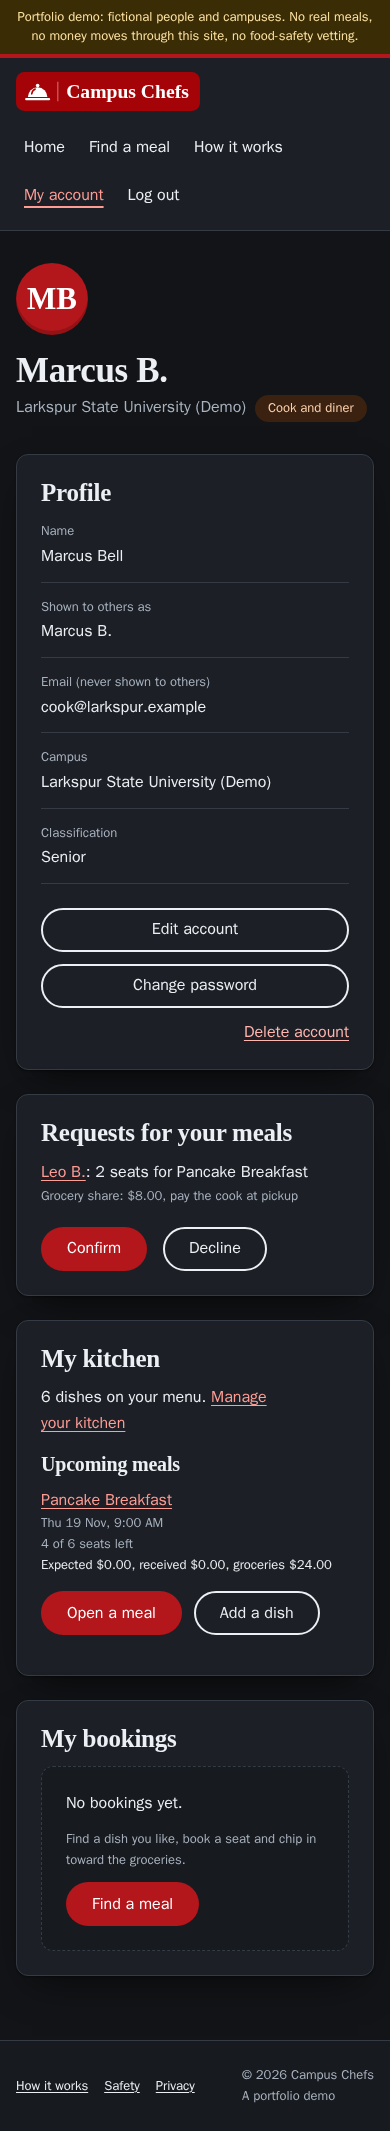 Portfolio demo: fictional people and campuses. No real meals,
no money moves through this site, no food-safety vetting.
Campus Chefs
Home Find a meal How it works
My account Log out
MB
Marcus B.
Larkspur State University (Demo) Cook and diner
Profile
Name
Marcus Bell
Shown to others as
Marcus B.
Email (never shown to others)
cook@larkspur.example
Campus
Larkspur State University (Demo)
Classification
Senior
Edit account
Change password
Delete account
Requests for your meals
Leo B.: 2 seats for Pancake Breakfast
Grocery share: $8.00, pay the cook at pickup
Confirm Decline
My kitchen
6 dishes on your menu. Manage
your kitchen
Upcoming meals
Pancake Breakfast
Thu 19 Nov, 9:00 AM
4 of 6 seats left
Expected $0.00, received $0.00, groceries $24.00
Open a meal Add a dish
My bookings
No bookings yet.
Find a dish you like, book a seat and chip in
toward the groceries.
Find a meal
How it works Safety Privacy
© 2026 Campus Chefs
A portfolio demo